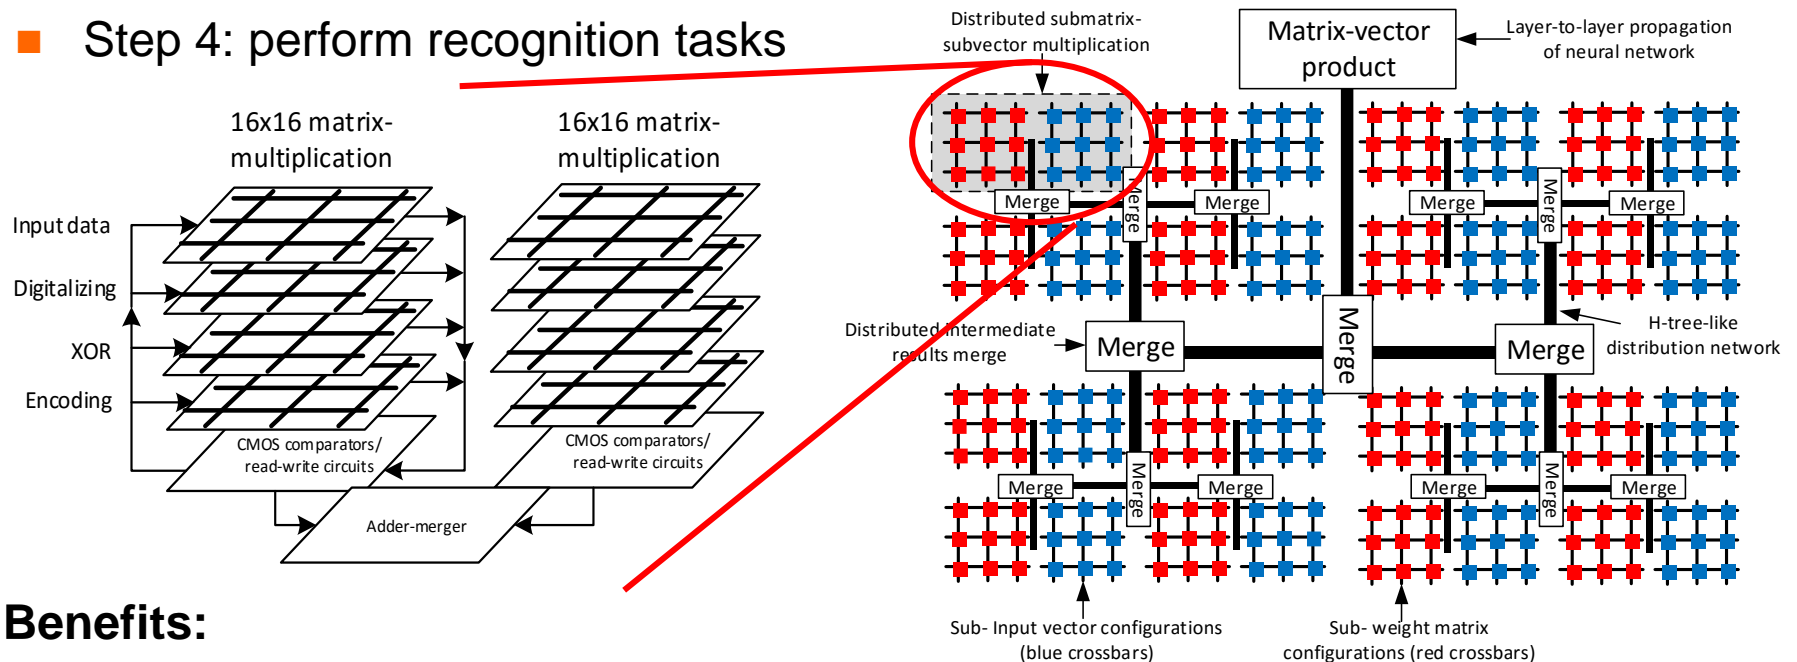 Step 4: perform recognition tasks
16x16 matrix-
multiplication
16x16 matrix-
multiplication
Input data
Digitalizing
XOR
Encoding
CMOS comparators/
read-write circuits
CMOS comparators/
read-write circuits
Adder-merger
Benefits:
Distributed submatrix-
subvector multiplication
Matrix-vector
product
Layer-to-layer propagation
of neural network
Merge
Merge
Merge
Merge
Merge
Merge
Distributed intermediate
results merge
Merge
Merge
Merge
H-tree-like
distribution network
Merge
Merge
Merge
Merge
Merge
Merge
Sub- Input vector configurations
(blue crossbars)
Sub- weight matrix
configurations (red crossbars)